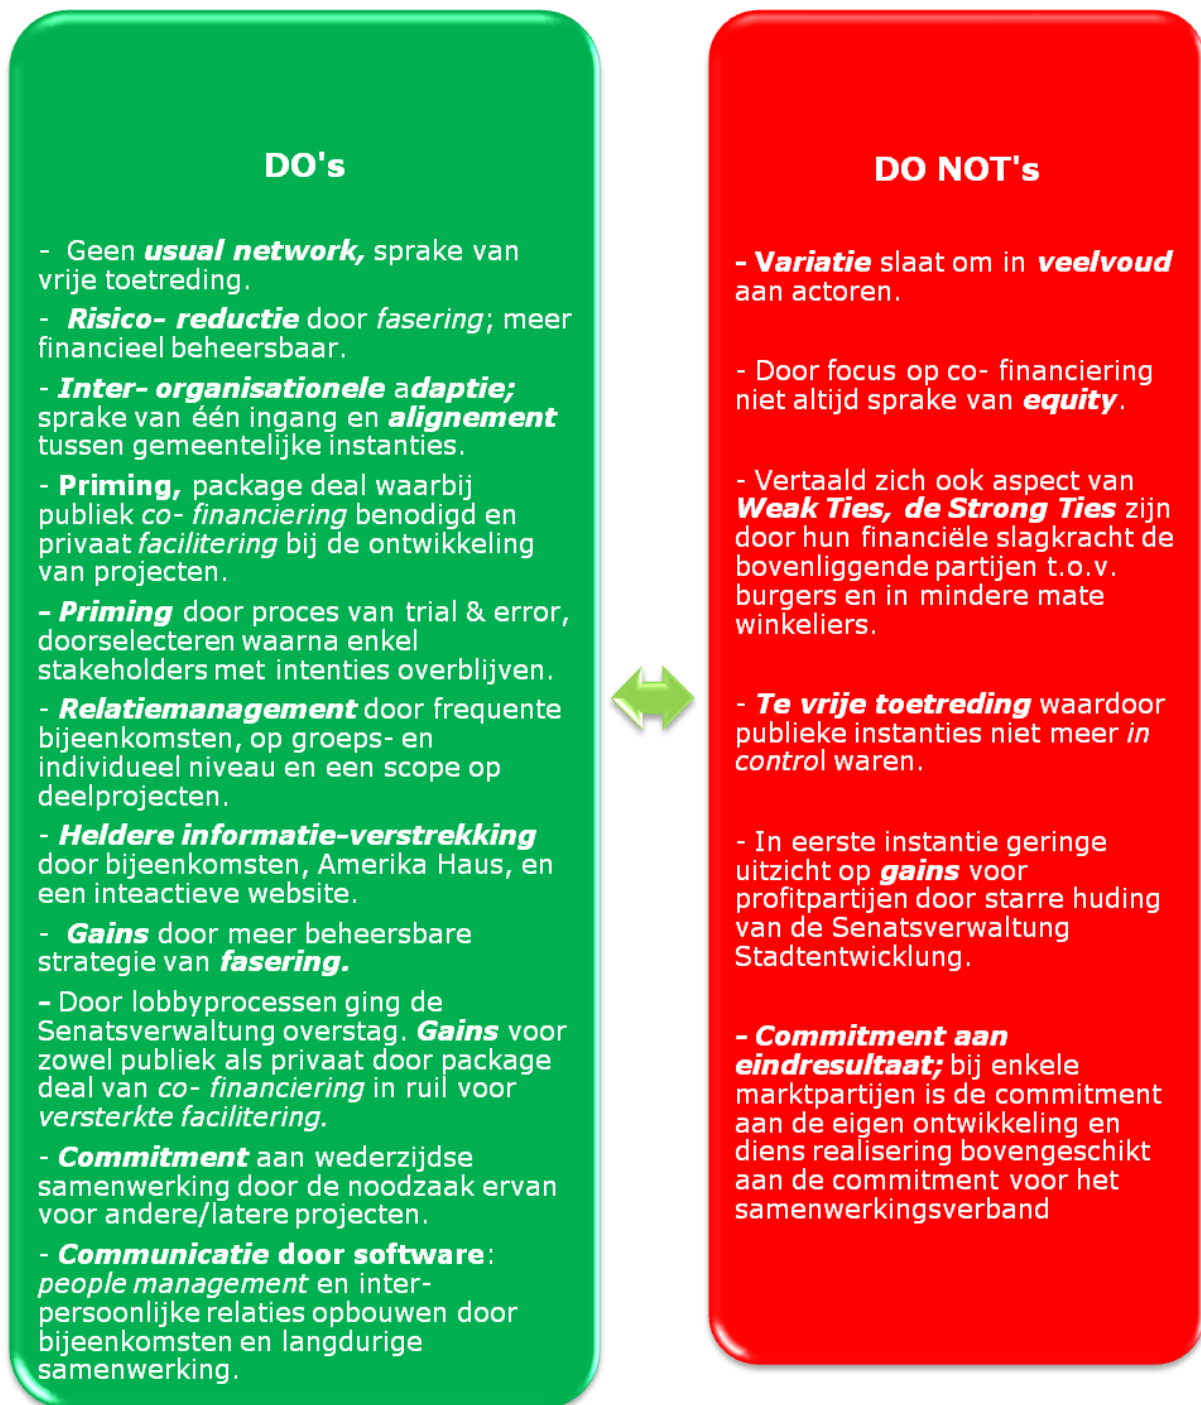 DO's
- Geen usual network, sprake van
vrije toetreding.
- Risico- reductie door fasering; meer
financieel beheersbaar.
- Inter- organisationele adaptie;
sprake van één ingang en alignement
tussen gemeentelijke instanties.
- Priming, package deal waarbij
publiek co- financiering benodigd en
privaat facilitering bij de ontwikkeling
van projecten.
- Priming door proces van trial & error,
doorselecteren waarna enkel
stakeholders met intenties overblijven.
- Relatiemanagement door frequente
bijeenkomsten, op groeps- en
individueel niveau en een scope op
deelprojecten.
- Heldere informatie-verstrekking
door bijeenkomsten, Amerika Haus, en
een inteactieve website.
- Gains door meer beheersbare
strategie van fasering.
- Door lobbyprocessen ging de
Senatsverwaltung overstag. Gains voor
zowel publiek als privaat door package
deal van co- financiering in ruil voor
versterkte facilitering.
- Commitment aan wederzijdse
samenwerking door de noodzaak ervan
voor andere/latere projecten.
- Communicatie door software:
people management en inter-
persoonlijke relaties opbouwen door
bijeenkomsten en langdurige
samenwerking.
DO NOT's
- Variatie slaat om in veelvoud
aan actoren.
- Door focus op co- financiering
niet altijd sprake van equity.
- Vertaald zich ook aspect van
Weak Ties, de Strong Ties zijn
door hun financiële slagkracht de
bovenliggende partijen t.o.v.
burgers en in mindere mate
winkeliers.
- Te vrije toetreding waardoor
publieke instanties niet meer in
control waren.
- In eerste instantie geringe
uitzicht op gains voor
profitpartijen door starre huding
van de Senatsverwaltung
Stadtentwicklung.
- Commitment aan
eindresultaat; bij enkele
marktpartijen is de commitment
aan de eigen ontwikkeling en
diens realisering bovengeschikt
aan de commitment voor het
samenwerkingsverband